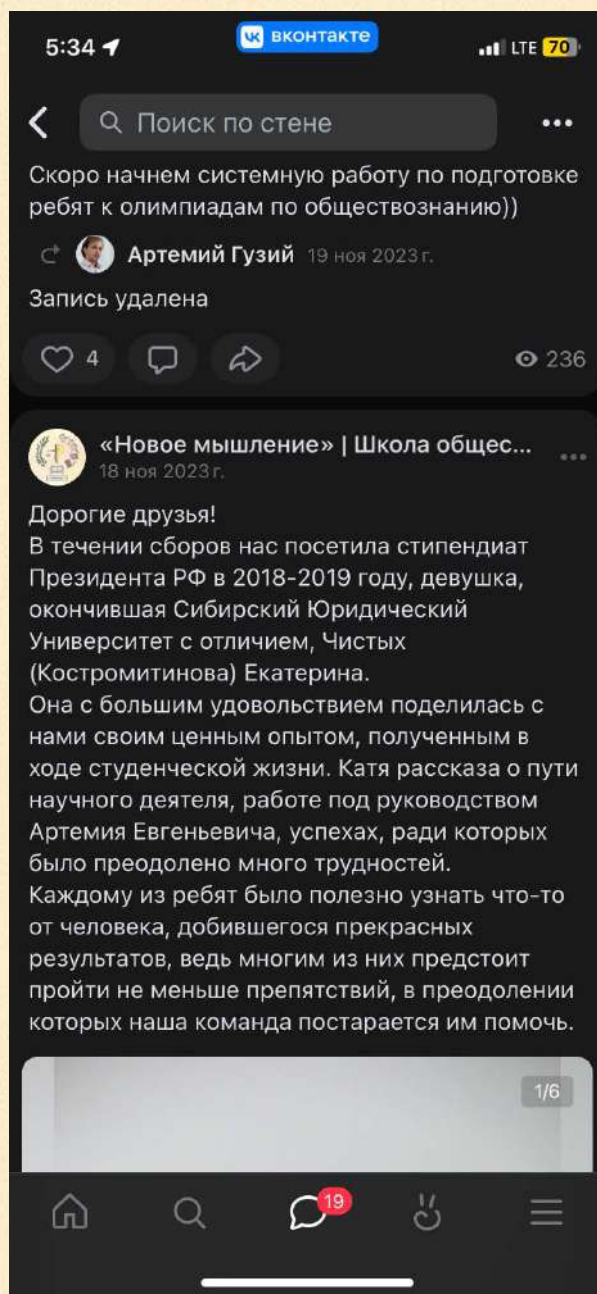 5:34
вконтакте
LTE 70
Поиск по стене
Скоро начнем системную работу по подготовке
ребят к олимпиадам по обществознанию))
Артемий Гузий 19 ноя 2023 г.
Запись удалена
4
236
«Новое мышление» | Школа общес...
18 ноя 2023 г.
Дорогие друзья!
В течении сборов нас посетила стипендиат
Президента РФ в 2018-2019 году, девушка,
окончившая Сибирский Юридический
Университет с отличием, Чистых
(Костромитинова) Екатерина.
Она с большим удовольствием поделилась с
нами своим ценным опытом, полученным в
ходе студенческой жизни. Катя рассказа о пути
научного деятеля, работе под руководством
Артемия Евгеньевича, успехах, ради которых
было преодолено много трудностей.
Каждому из ребят было полезно узнать что-то
от человека, добившегося прекрасных
результатов, ведь многим из них предстоит
пройти не меньше препятствий, в преодолении
которых наша команда постарается им помочь.
1/6
19